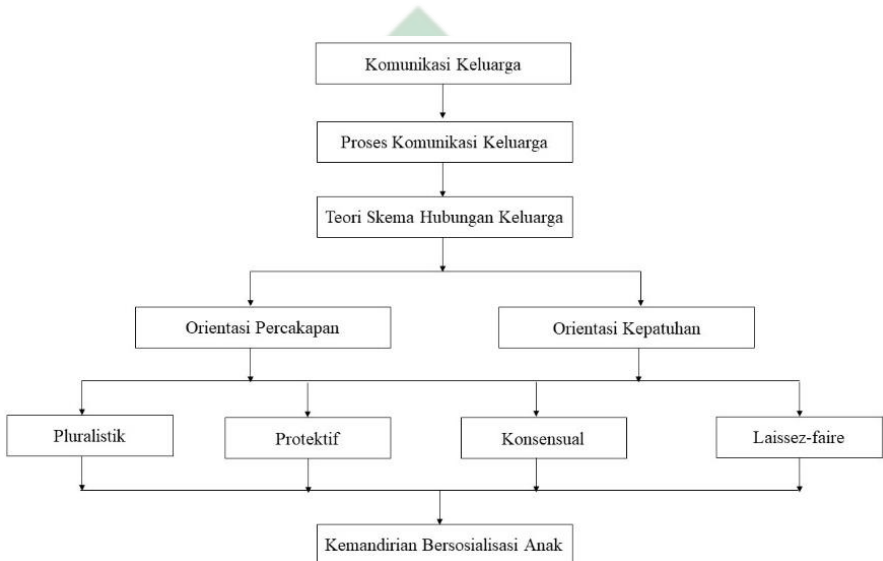 Komunikasi Keluarga
Proses Komunikasi Keluarga
Teori Skema Hubungan Keluarga
Orientasi Percakapan
Orientasi Kepatuhan
Pluralistik
Protektif
Konsensual
Laissez-faire
Kemandirian Bersosialisasi Anak